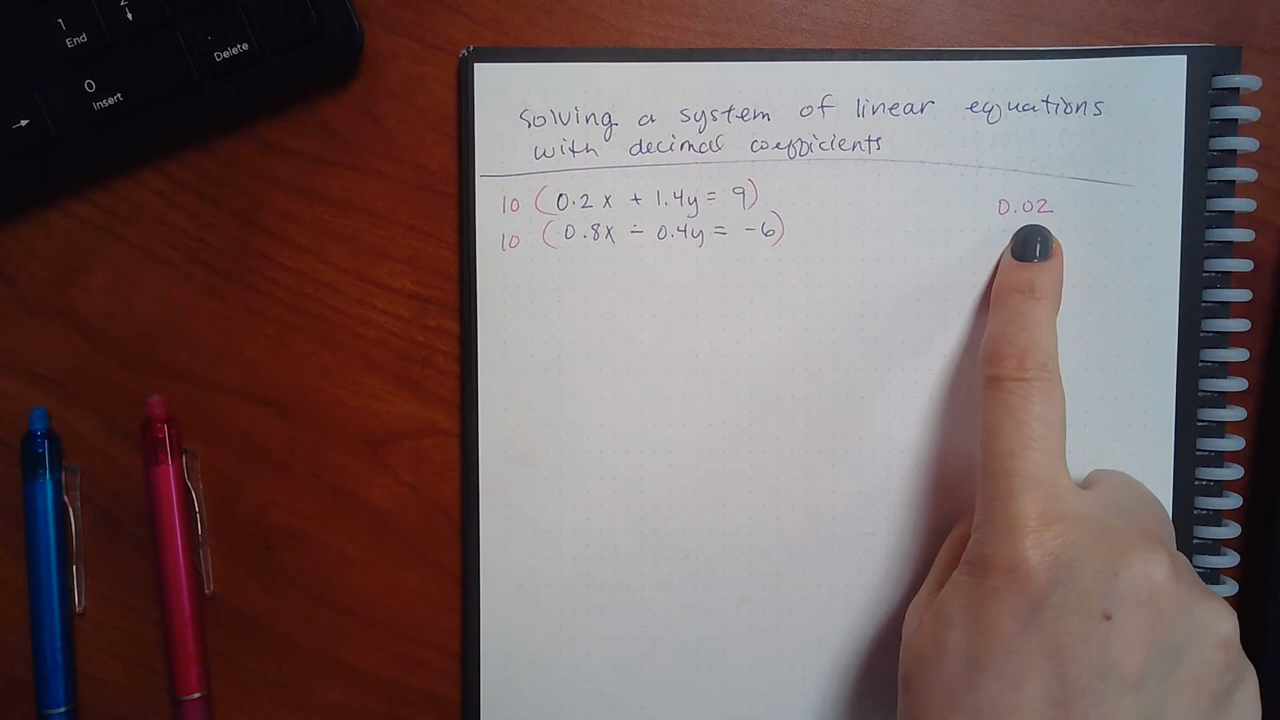 1
End
2
↓
.
Delete
0
Insert
→
Solving a system of linear equations
with decimal coefficients
10 (0.2x + 1.4y = 9)
0.02
10 (0.8x - 0.4y = -6)